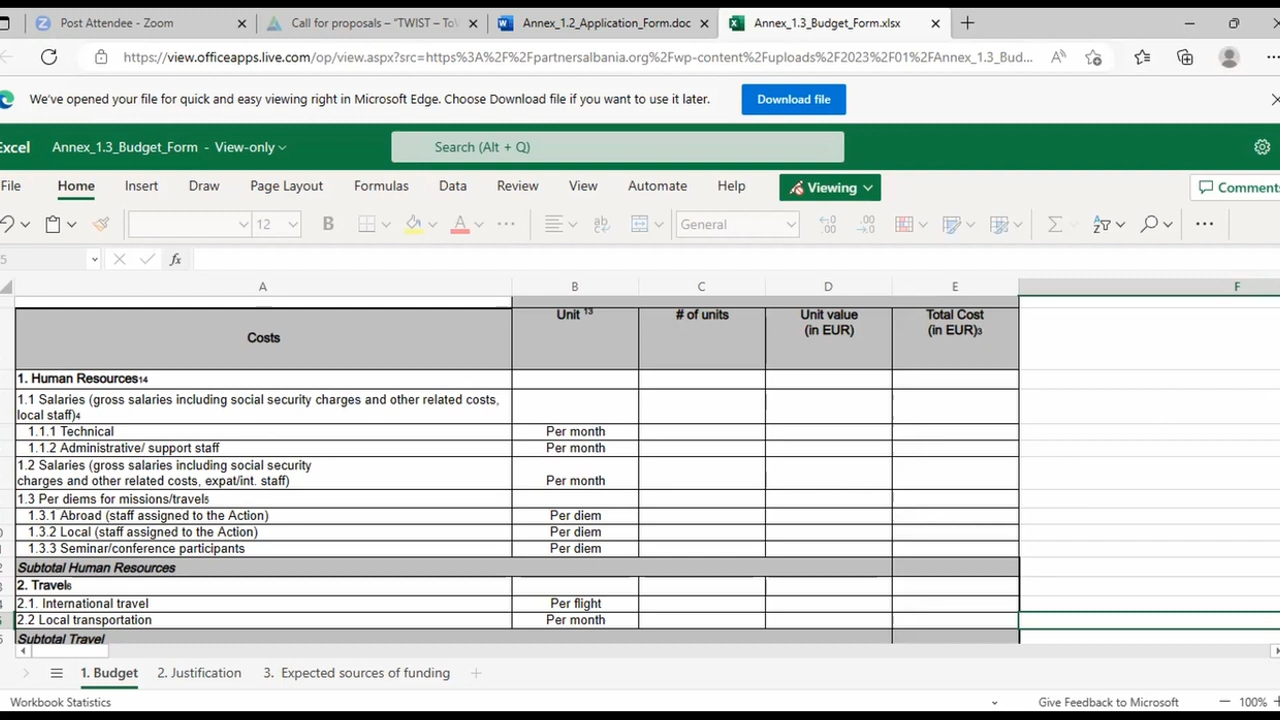 Post Attendee - Zoom
Call for proposals – "TWIST – ToW
Annex_1.2_Application_Form.doc
Annex_1.3_Budget_Form.xlsx
https://view.officeapps.live.com/op/view.aspx?src=https%3A%2F%2Fpartnersalbania.org%2Fwp-content%2Fuploads%2F2023%2F01%2FAnnex_1.3_Bud...
We've opened your file for quick and easy viewing right in Microsoft Edge. Choose Download file if you want to use it later.
Download file
Excel
Annex_1.3_Budget_Form - View-only
Search (Alt + Q)
File Home Insert Draw Page Layout Formulas Data Review View Automate Help Viewing Comments
12 B A ab General
fx
A B C D E F
Costs
Unit 13
# of units
Unit value
(in EUR)
Total Cost
(in EUR)3
1. Human Resources14
1.1 Salaries (gross salaries including social security charges and other related costs,
local staff)4
1.1.1 Technical Per month
1.1.2 Administrative/ support staff Per month
1.2 Salaries (gross salaries including social security
charges and other related costs, expat/int. staff) Per month
1.3 Per diems for missions/travel5
1.3.1 Abroad (staff assigned to the Action) Per diem
1.3.2 Local (staff assigned to the Action) Per diem
1.3.3 Seminar/conference participants Per diem
Subtotal Human Resources
2. Travel6
2.1. International travel Per flight
2.2 Local transportation Per month
Subtotal Travel
1. Budget 2. Justification 3. Expected sources of funding
Workbook Statistics
Give Feedback to Microsoft
100%